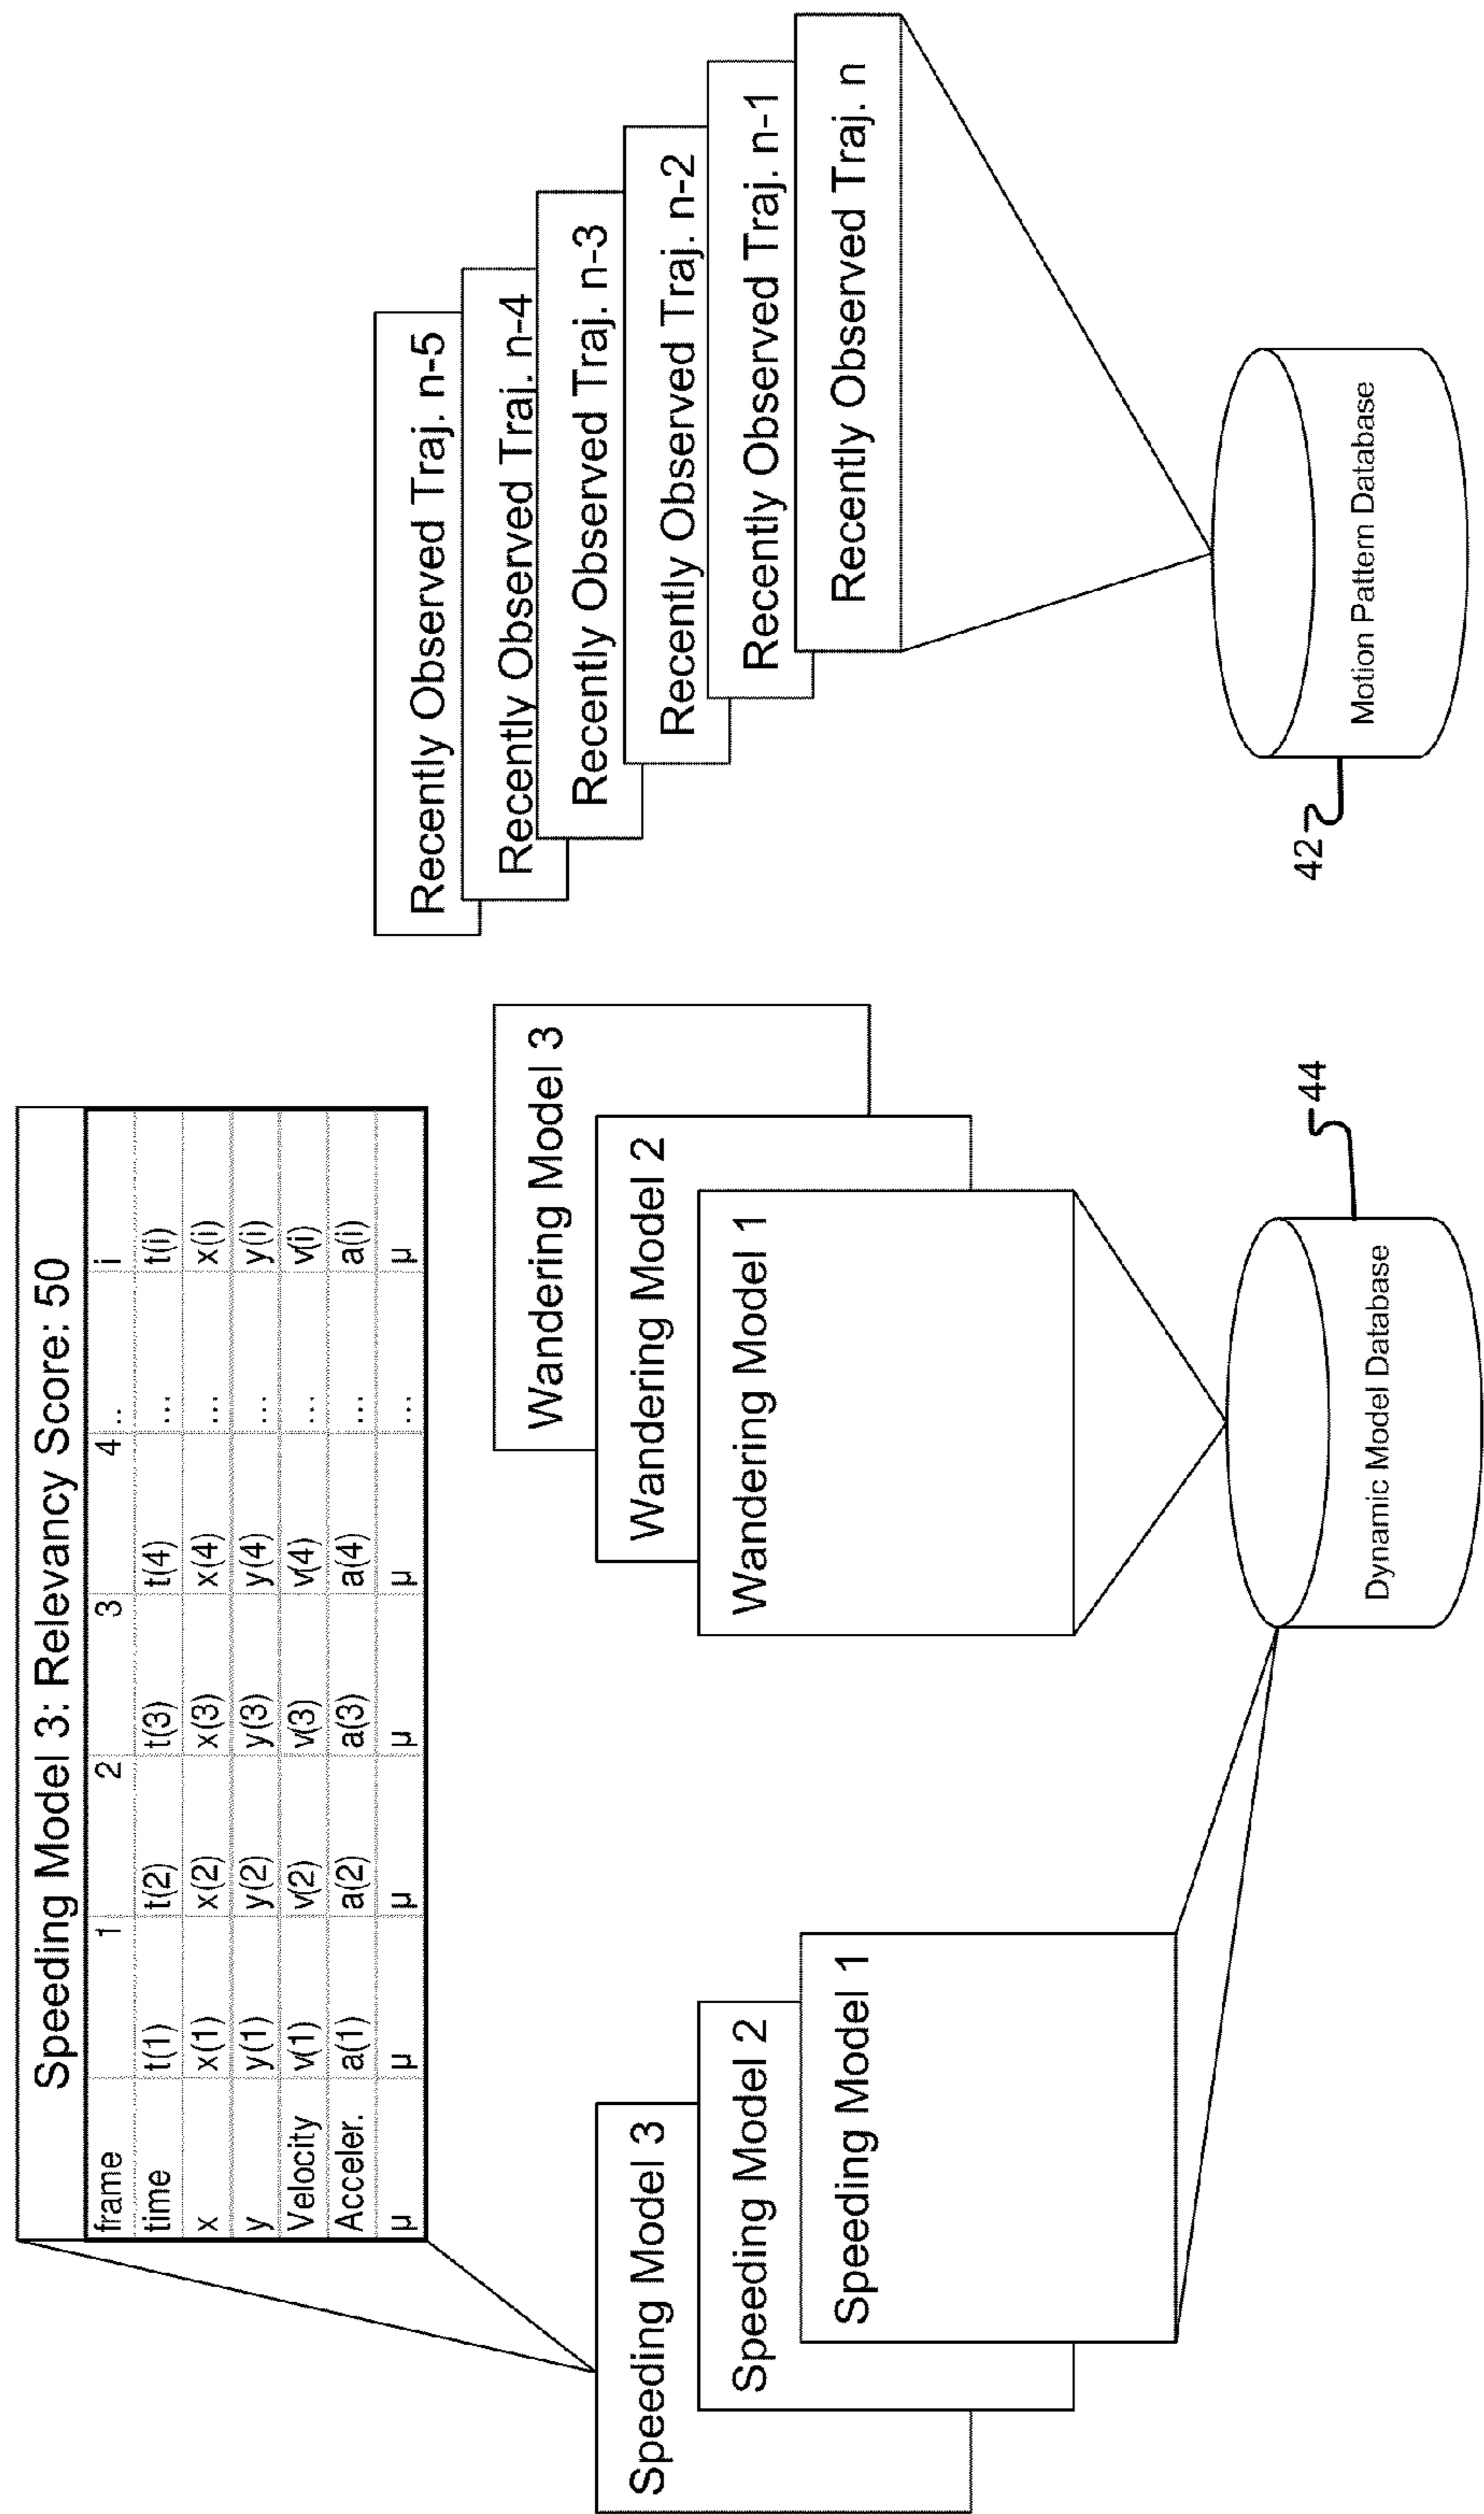 Speeding Model 3: Relevancy Score: 50
frame 1 2 3 4 .. i
time t(1) t(2) t(3) t(4) ... t(i)
x x(1) x(2) x(3) x(4) ... x(i)
y y(1) y(2) y(3) y(4) ... y(i)
Velocity v(1) v(2) v(3) v(4) ... v(i)
Acceler. a(1) a(2) a(3) a(4) ... a(i)
µ µ µ µ µ ... µ
Speeding Model 3
Speeding Model 2
Speeding Model 1
Wandering Model 3
Wandering Model 2
Wandering Model 1
Dynamic Model Database
44
Recently Observed Traj. n-5
Recently Observed Traj. n-4
Recently Observed Traj. n-3
Recently Observed Traj. n-2
Recently Observed Traj. n-1
Recently Observed Traj. n
Motion Pattern Database
42